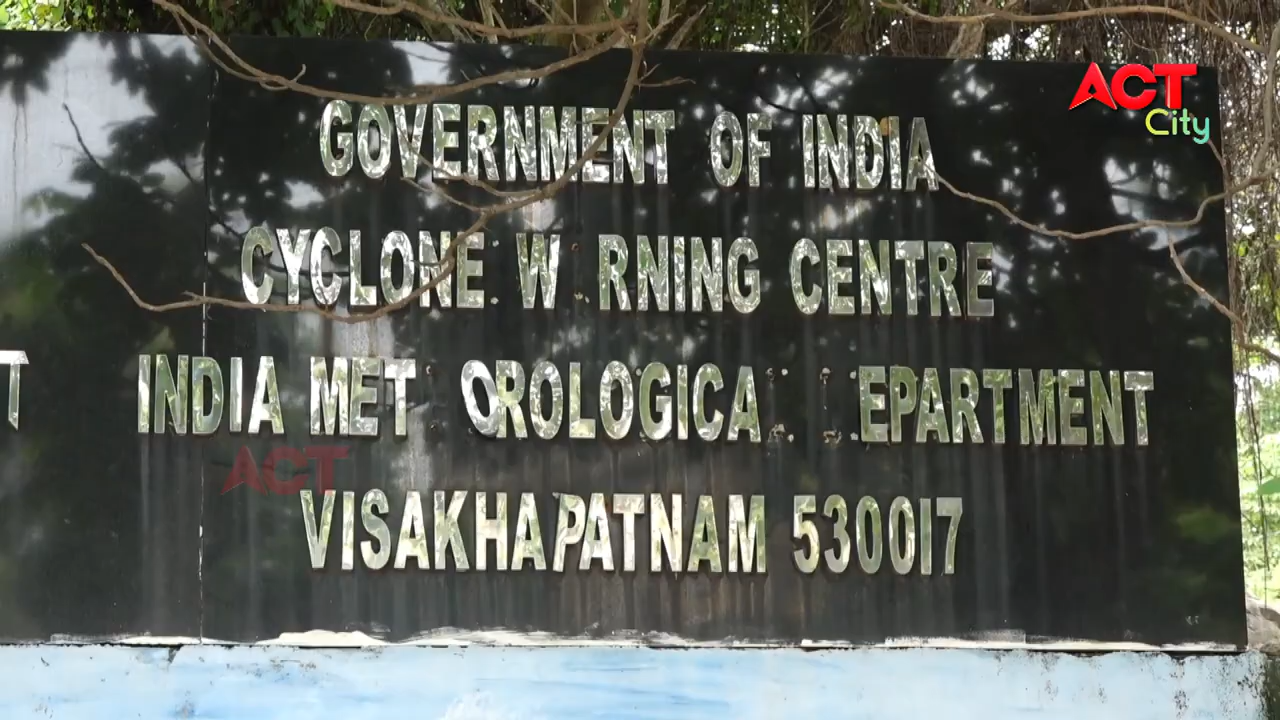 ACT
City
GOVERNMENT OF INDIA
CYCLONE W RNING CENTRE
T
INDIA MET OROLOGICA EPARTMENT
ACT
VISAKHAPATNAM 530017